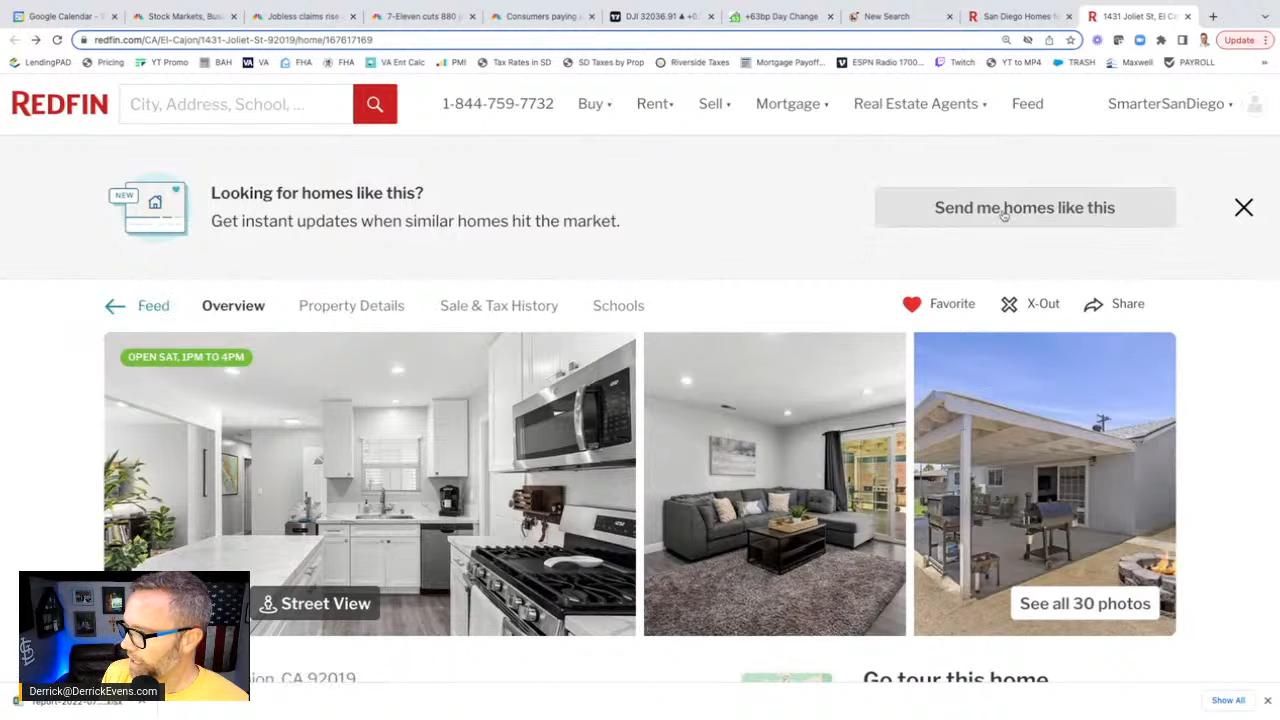 Google Calendar - W
Stock Markets, Busi
Jobless claims rise
7-Eleven cuts 880 j
Consumers paying a
DJI 32036.91 ▲ +0.
+63bp Day Change
New Search
San Diego Homes f
1431 Joliet St, El C
redfin.com/CA/El-Cajon/1431-Joliet-St-92019/home/167617169
Update
LendingPAD
Pricing
YT Promo
BAH
VA
FHA
FHA
VA Ent Calc
PMI
Tax Rates in SD
SD Taxes by Prop
Riverside Taxes
Mortgage Payoff...
ESPN Radio 1700...
Twitch
YT to MP4
TRASH
Maxwell
PAYROLL
REDFIN
City, Address, School, ...
1-844-759-7732
Buy
Rent
Sell
Mortgage
Real Estate Agents
Feed
SmarterSanDiego
NEW
Looking for homes like this?
Get instant updates when similar homes hit the market.
Send me homes like this
Feed
Overview
Property Details
Sale & Tax History
Schools
Favorite
X-Out
Share
OPEN SAT, 1PM TO 4PM
Street View
See all 30 photos
CA 92019
Go tour this home
Derrick@DerrickEvens.com
Show All